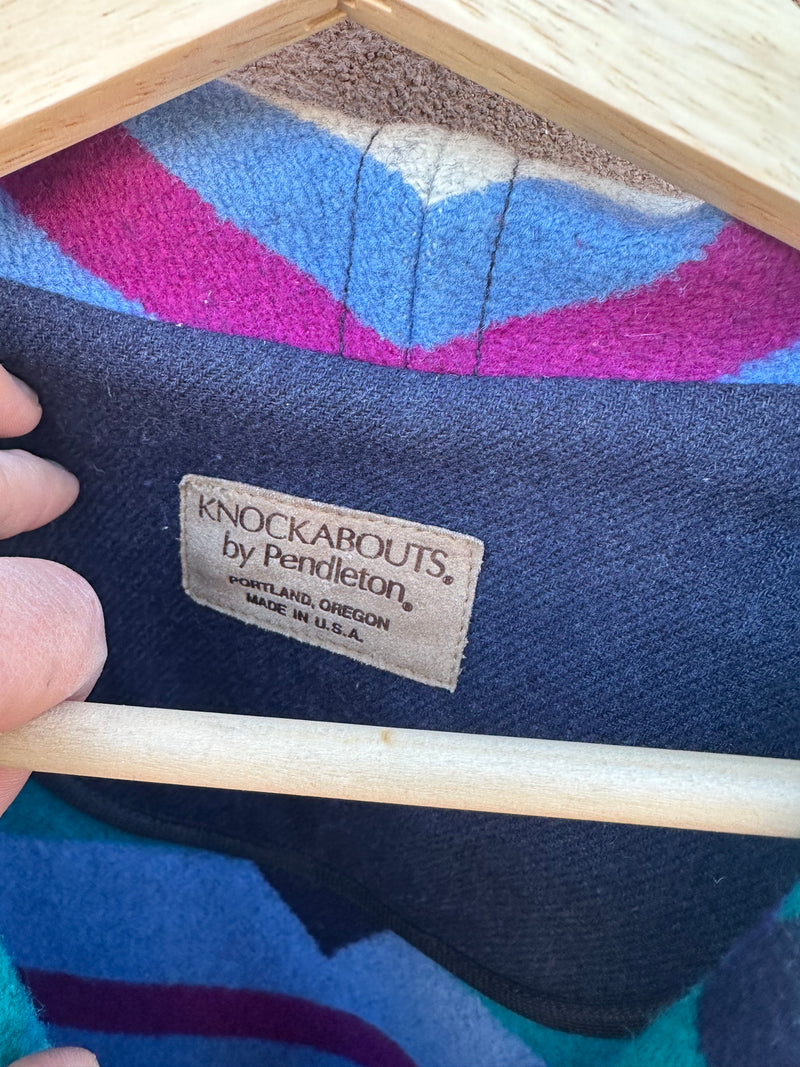 KNOCKABOUTS®
by Pendleton®
PORTLAND, OREGON
MADE IN U.S.A.